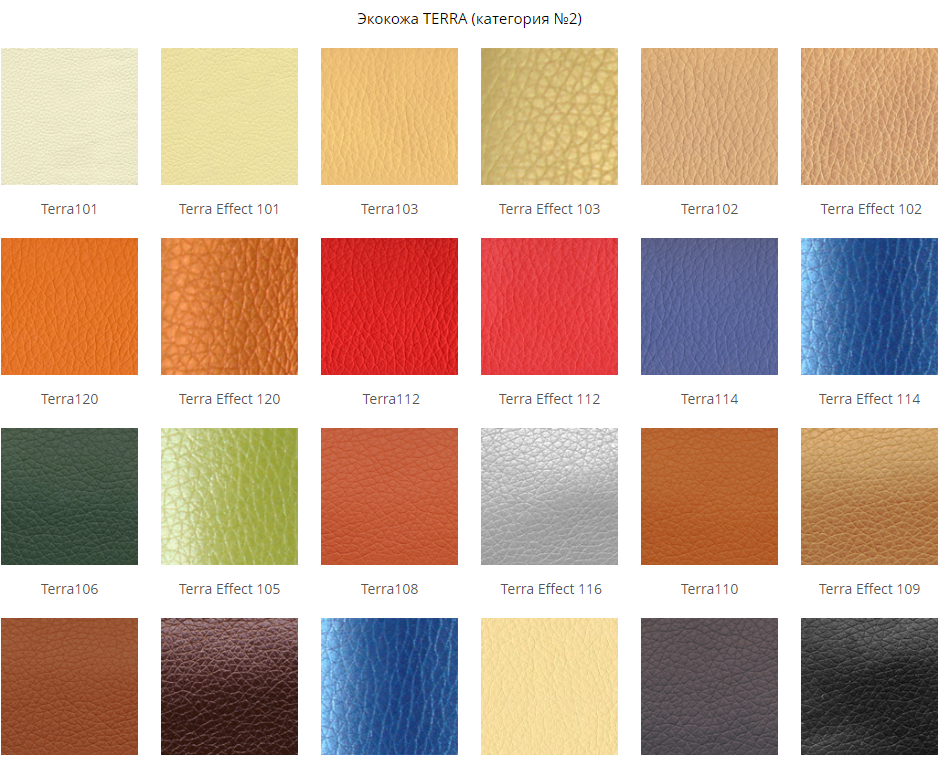 Экокожа TERRA (категория №2)
Terra101 Terra Effect 101 Terra103 Terra Effect 103 Terra102 Terra Effect 102
Terra120 Terra Effect 120 Terra112 Terra Effect 112 Terra114 Terra Effect 114
Terra106 Terra Effect 105 Terra108 Terra Effect 116 Terra110 Terra Effect 109